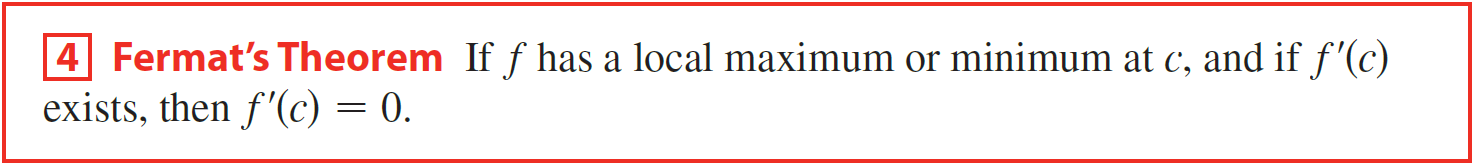 4 Fermat's Theorem If f has a local maximum or minimum at c, and if f′(c)
exists, then f′(c) = 0.